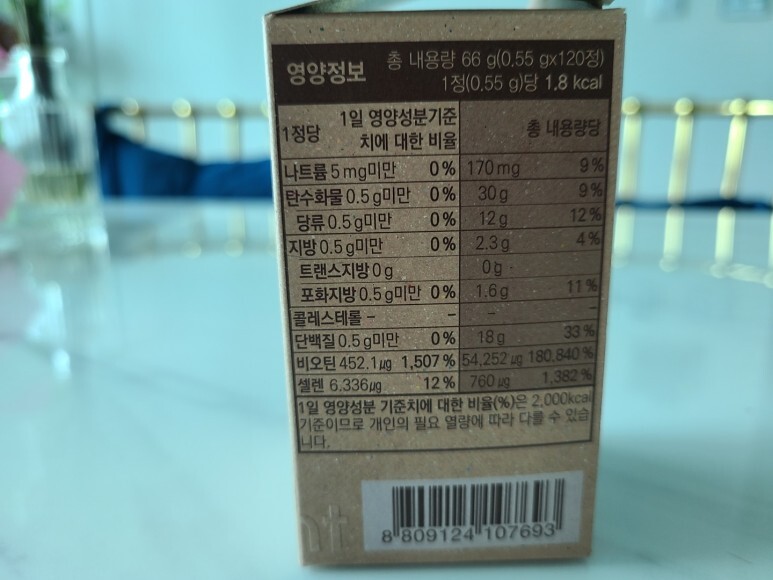 영양정보 총 내용량 66 g(0.55 gx120정)
1정(0.55 g)당 1.8 kcal
1정당 1일 영양성분기준치에 대한 비율 총 내용량당
나트륨 5 mg미만 0% 170 mg 9%
탄수화물 0.5 g미만 0% 30 g 9%
당류 0.5 g미만 0% 12 g 12%
지방 0.5 g미만 0% 2.3 g 4%
트랜스지방 0 g 0 g
포화지방 0.5 g미만 0% 1.6 g 11%
콜레스테롤 - - - -
단백질 0.5 g미만 0% 18 g 33%
비오틴 452.1㎍ 1,507% 54,252 ㎍ 180,840%
셀렌 6.336㎍ 12% 760 ㎍ 1,382%
1일 영양성분 기준치에 대한 비율(%)은 2,000kcal
기준이므로 개인의 필요 열량에 따라 다를 수 있습
니다.
8 809124 107693